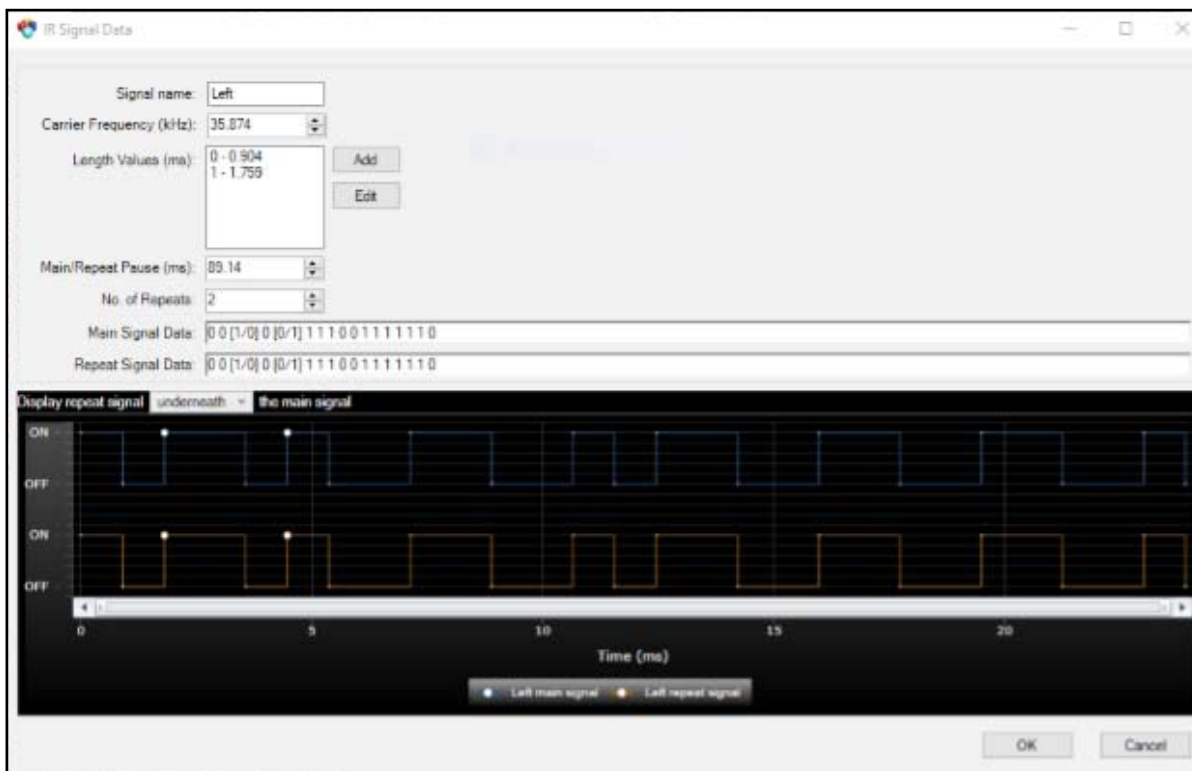 IR Signal Data
Signal name: Left
Carrier Frequency (kHz): 35.874
Length Values (ms): 0 - 0.904
1 - 1.759
Add
Edit
Main/Repeat Pause (ms): 89.14
No. of Repeats: 2
Main Signal Data: 0 0 [1/0] 0 [0/1] 1 1 1 0 0 1 1 1 1 1 1 0
Repeat Signal Data: 0 0 [1/0] 0 [0/1] 1 1 1 0 0 1 1 1 1 1 1 0
Display repeat signal underneath the main signal
ON
OFF
ON
OFF
0 5 10 15 20
Time (ms)
Left main signal Left repeat signal
OK Cancel